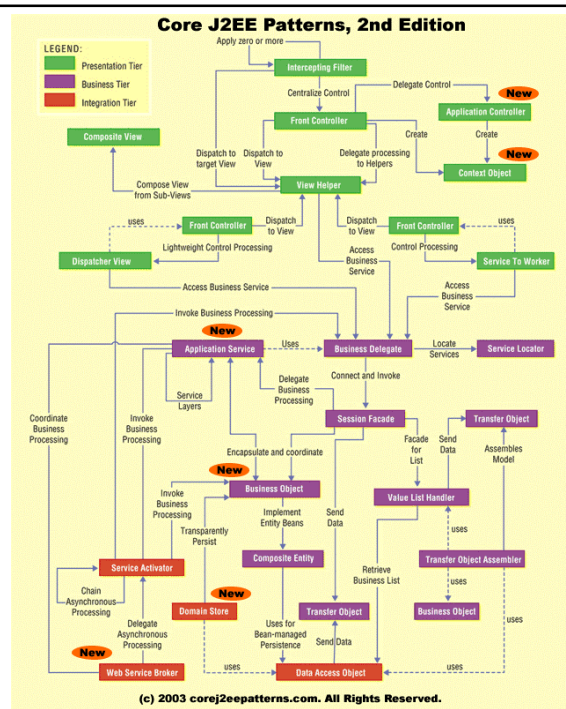 Core J2EE Patterns, 2nd Edition
LEGEND:
Presentation Tier
Business Tier
Integration Tier
Apply zero or more
Intercepting Filter
Centralize Control
Delegate Control
New
Front Controller
Application Controller
Composite View
Dispatch to
target View
Dispatch to
View
Delegate processing
to Helpers
Create
Create
New
Context Object
View Helper
Compose View
from Sub-Views
uses
Front Controller
Dispatch
to View
Dispatch
to View
Front Controller
uses
Lightweight Control Processing
Control Processing
Dispatcher View
Access
Business
Service
Service To Worker
Access Business Service
Access
Business
Service
Invoke Business Processing
New
Application Service
Uses
Business Delegate
Locate
Services
Service Locator
Service
Layers
Delegate
Business
Processing
Connect and Invoke
Coordinate
Business
Processing
Invoke
Business
Processing
Session Facade
Transfer Object
Facade
for
List
Send
Data
Assembles
Model
Encapsulate and coordinate
New
Business Object
Value List Handler
Invoke
Business
Processing
Implement
Entity Beans
Send
Data
Transparently
Persist
uses
Composite Entity
Transfer Object Assembler
Service Activator
Retrieve
Business List
uses
Chain
Asynchronous
Processing
New
Domain Store
Transfer Object
Business Object
uses
Delegate
Asynchronous
Processing
Uses for
Bean-managed
Persistence
Send Data
New
Web Service Broker
uses
Data Access Object
uses
(c) 2003 corej2eepatterns.com. All Rights Reserved.